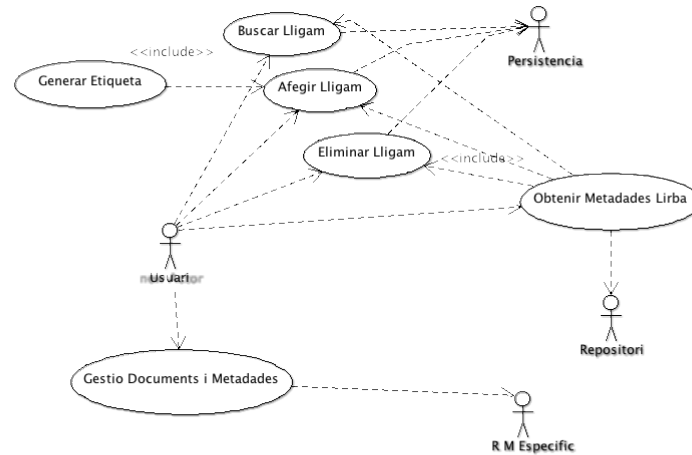 Buscar Lligam
<<include>>
Persistencia
Generar Etiqueta
Afegir Lligam
Eliminar Lligam
<<include>>
Obtenir Metadades Lirba
Usuari
Repositori
Gestio Documents i Metadades
R M Especific